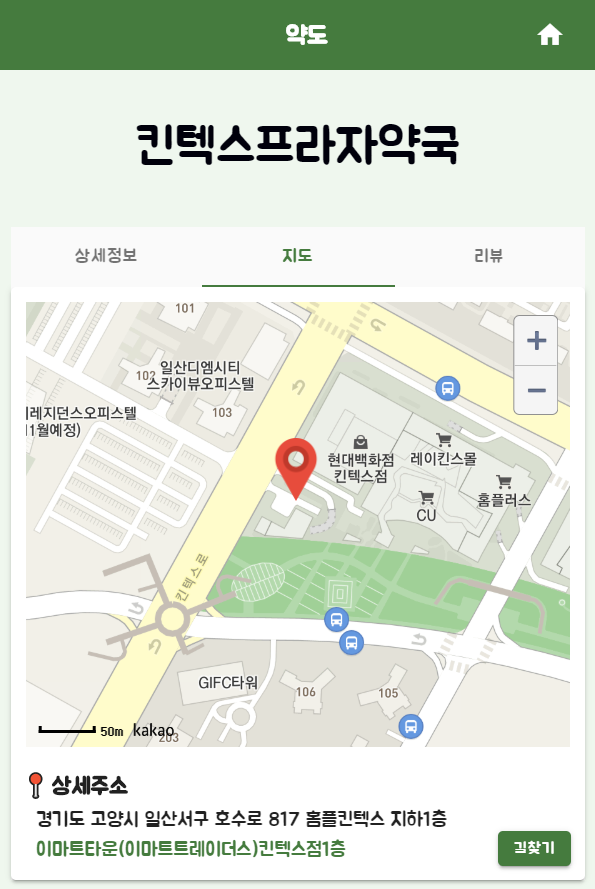 약도
킨텍스프라자약국
상세정보
지도
리뷰
101
일산디엠시티
스카이뷰오피스텔
102
103
레지던스오피스텔
11월예정)
현대백화점
킨텍스점
레이킨스몰
홈플러스
CU
킨텍스로
GIFC타워
106
105
203
50m
kakao
+
−
상세주소
경기도 고양시 일산서구 호수로 817 홈플킨텍스 지하1층
이마트타운(이마트트레이더스)킨텍스점1층
길찾기